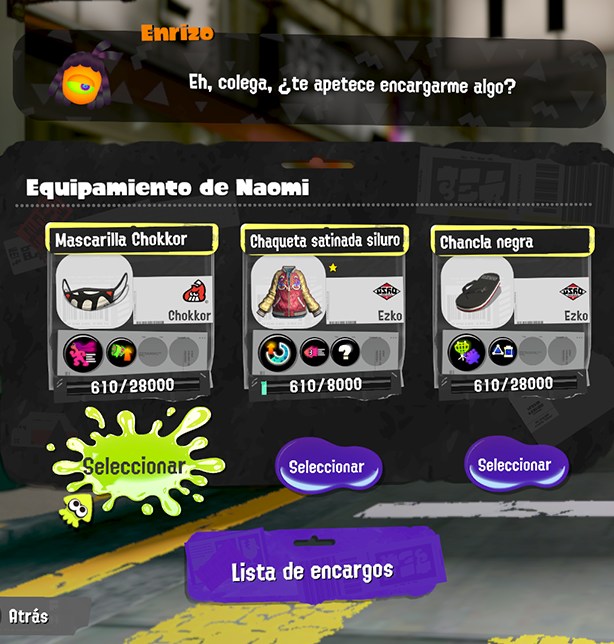 Enrizo
Eh, colega, ¿te apetece encargarme algo?
Equipamiento de Naomi
Mascarilla Chokkor
Chaqueta satinada siluro
Chancla negra
Chokkor
Ezko
Ezko
?
610/28000
610/8000
610/28000
Seleccionar
Seleccionar
Seleccionar
Lista de encargos
Atrás